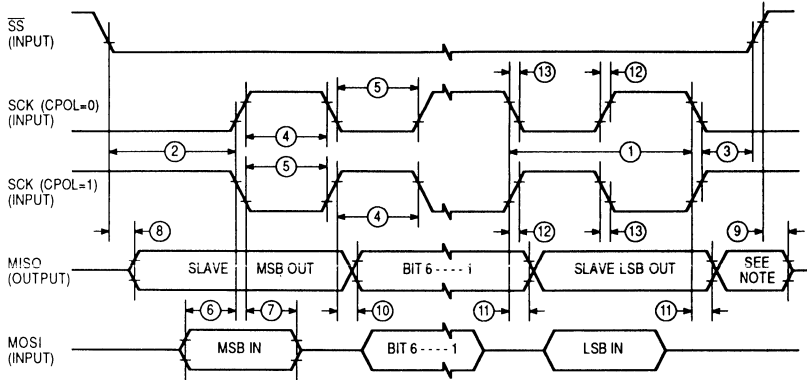 SS
(INPUT)
13
12
5
SCK (CPOL=0)
(INPUT)
4
2
1
3
5
SCK (CPOL=1)
(INPUT)
4
8
12
13
9
MISO
(OUTPUT)
SLAVE MSB OUT
BIT 6 - - - - 1
SLAVE LSB OUT
SEE
NOTE
6
7
10
11
11
MOSI
(INPUT)
MSB IN
BIT 6 - - - - 1
LSB IN